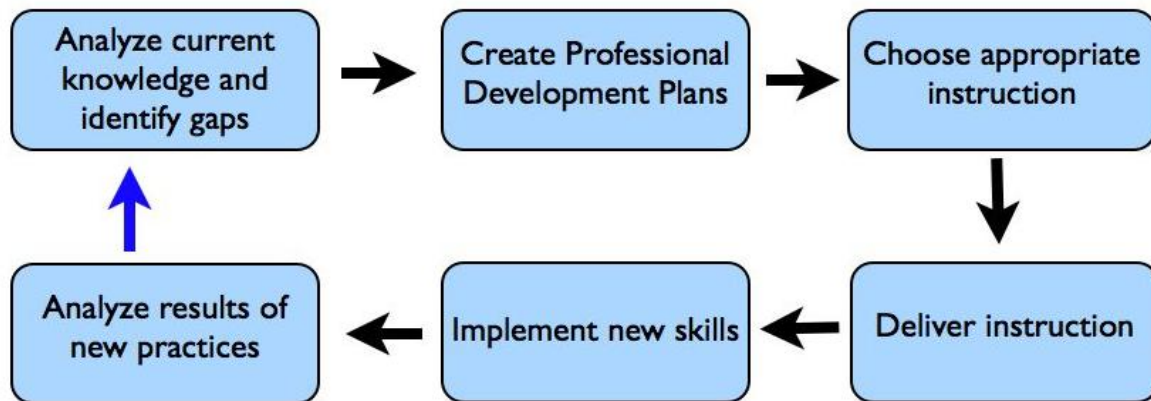 Analyze current
knowledge and
identify gaps
Create Professional
Development Plans
Choose appropriate
instruction
Deliver instruction
Implement new skills
Analyze results of
new practices